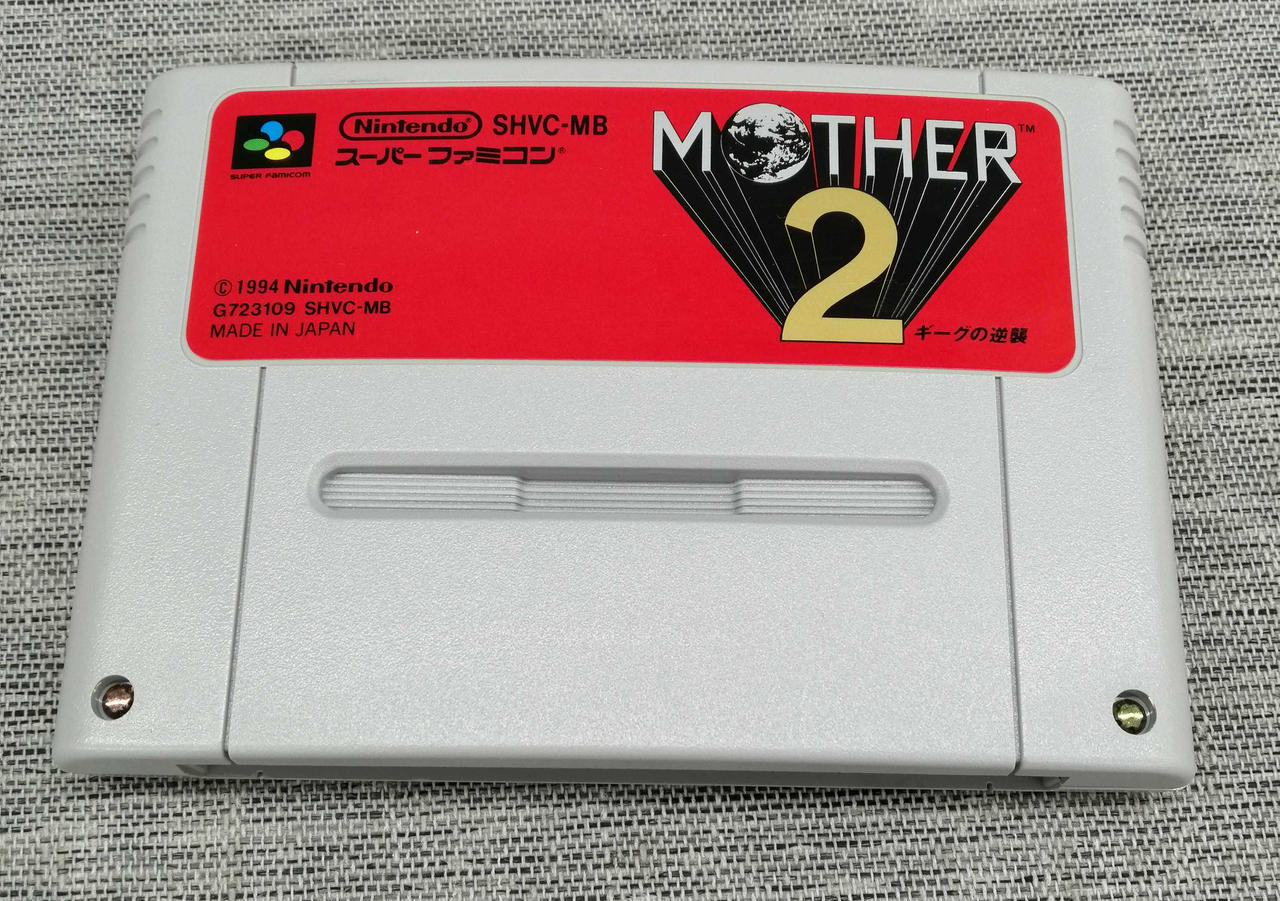 SUPER FAMICOM
Nintendo® SHVC-MB
スーパーファミコン®
MOTHER™
2
ギーグの逆襲
© 1994 Nintendo
G723109 SHVC-MB
MADE IN JAPAN